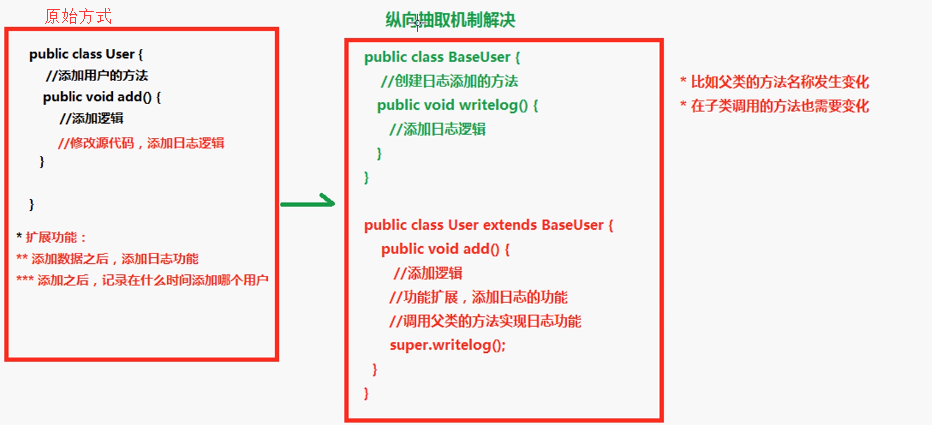 原始方式
public class User {
//添加用户的方法
public void add() {
//添加逻辑
//修改源代码，添加日志逻辑
}
}
* 扩展功能：
** 添加数据之后，添加日志功能
*** 添加之后，记录在什么时间添加哪个用户
纵向抽取机制解决
public class BaseUser {
//创建日志添加的方法
public void writelog() {
//添加日志逻辑
}
}
public class User extends BaseUser {
public void add() {
//添加逻辑
//功能扩展，添加日志的功能
//调用父类的方法实现日志功能
super.writelog();
}
}
* 比如父类的方法名称发生变化
* 在子类调用的方法也需要变化